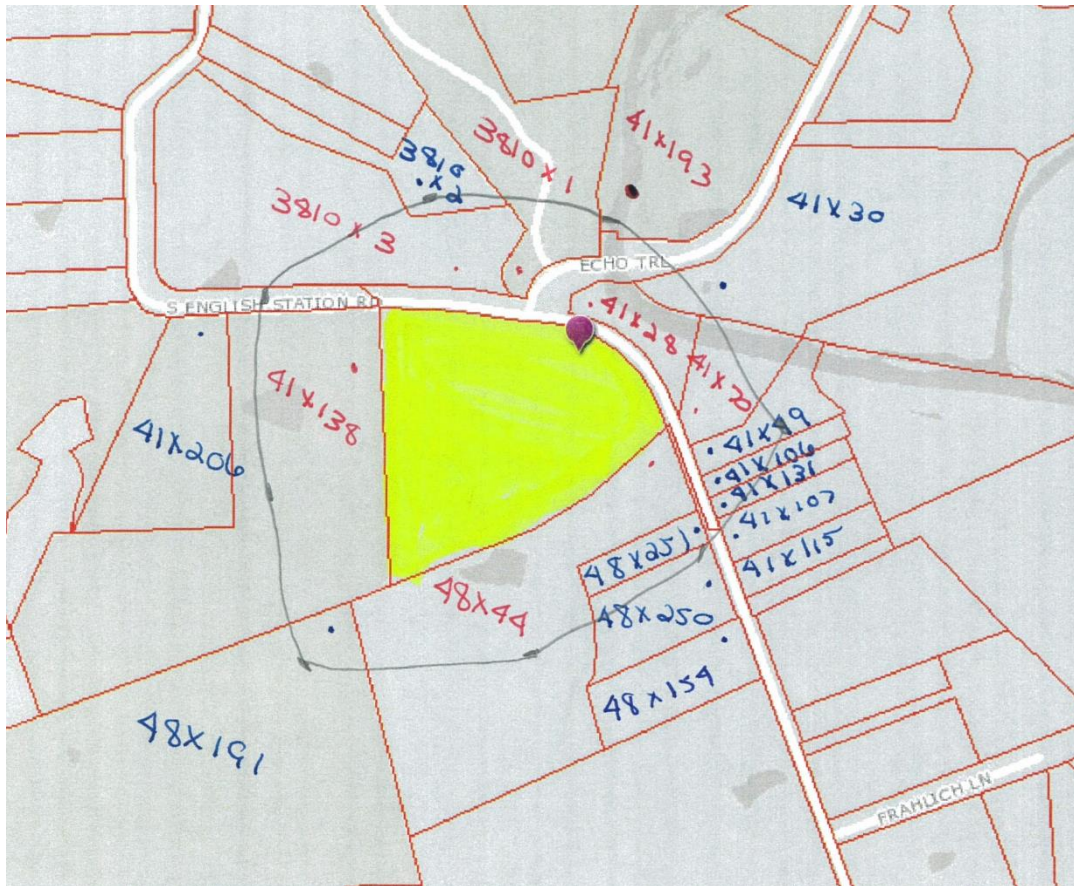 41X193
3810
X2
3810 X 1
41X30
3810 X 3
ECHO TRL
S ENGLISH STATION RD
41X28
41X20
41X138
41X206
41X49
41X106
41X131
41X107
48X251
41X115
48X44
48X250
48X154
48X191
FRAHLICH LN